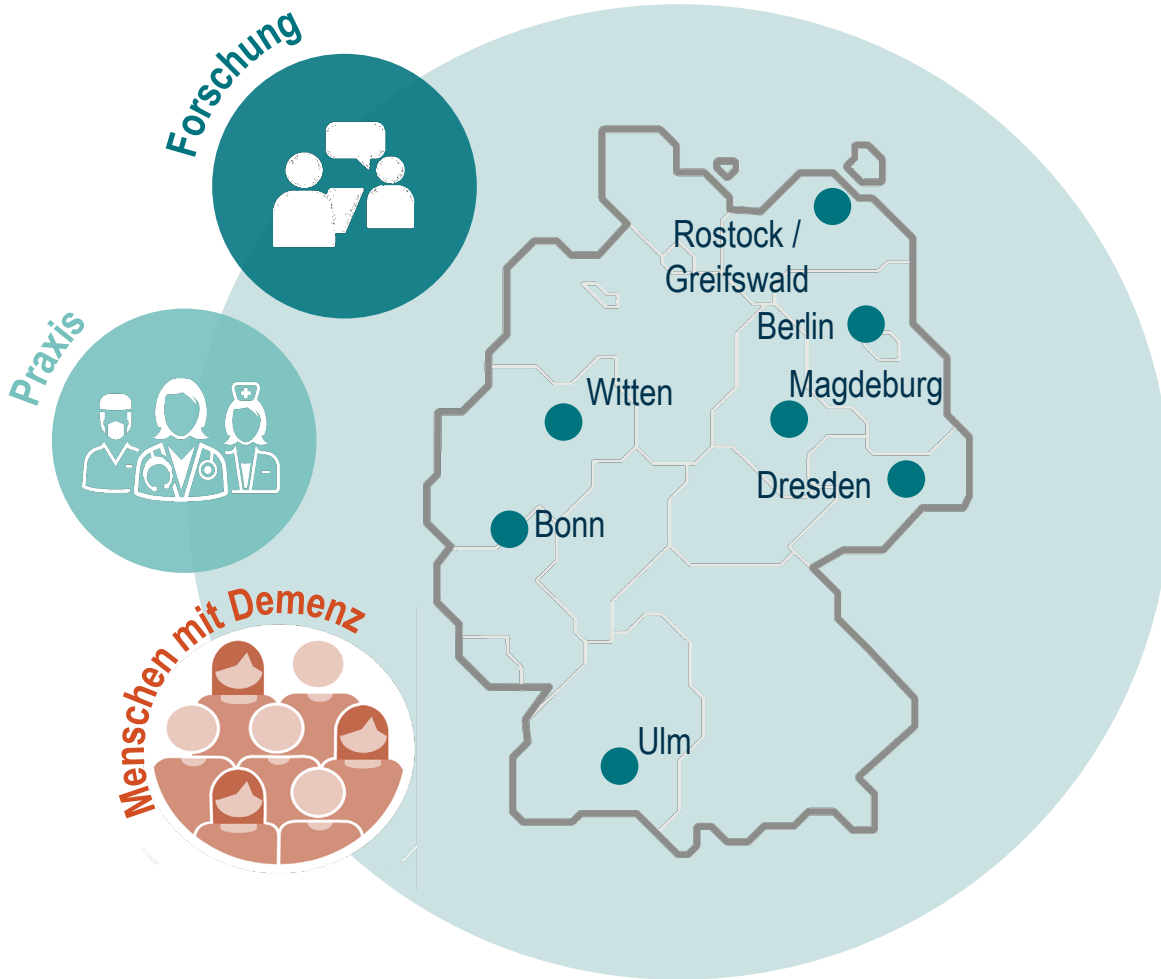 Forschung
Praxis
Menschen mit Demenz
Rostock /
Greifswald
Berlin
Magdeburg
Witten
Dresden
Bonn
Ulm